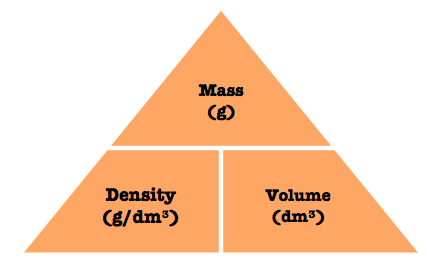 Mass
(g)
Density
(g/dm³)
Volume
(dm³)